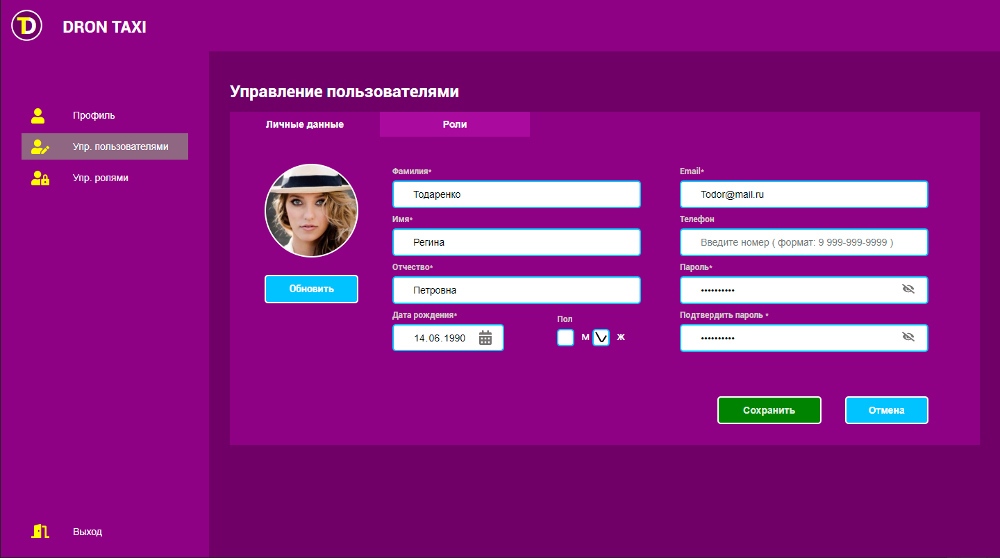 TD
DRON TAXI
Профиль
Упр. пользователями
Упр. ролями
Выход
Управление пользователями
Личные данные
Роли
Обновить
Фамилия*
Тодаренко
Имя*
Регина
Отчество*
Петровна
Дата рождения*
14.06.1990
Пол
М
Ж
Email*
Todor@mail.ru
Телефон
Введите номер ( формат: 9 999-999-9999 )
Пароль*
••••••••••
Подтвердить пароль *
••••••••••
Сохранить
Отмена